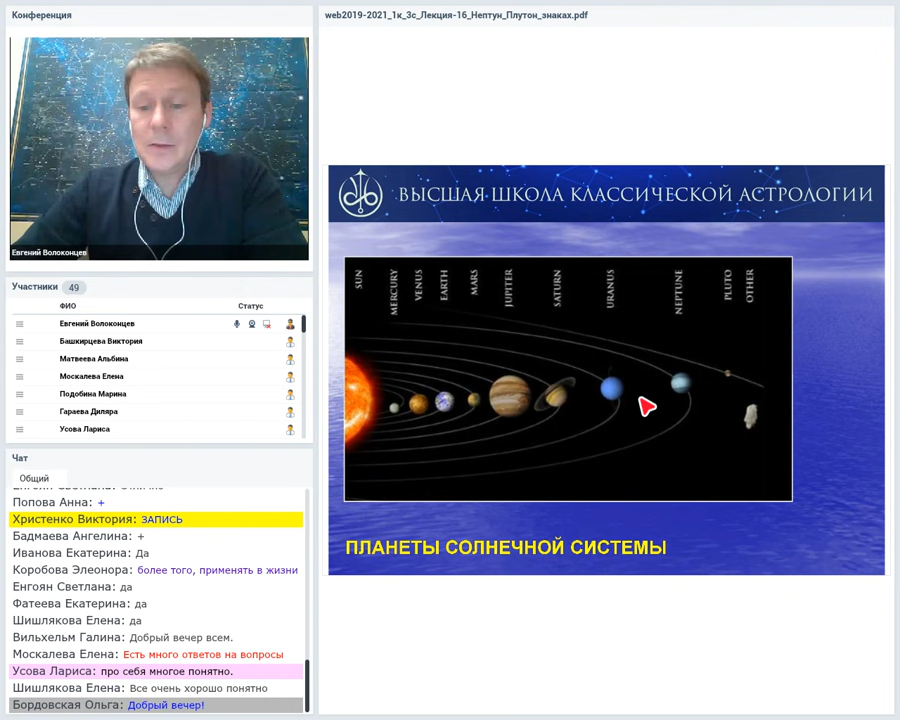 Конференция
Евгений Волоконцев
Участники 49
ФИО Статус
Евгений Волоконцев
Башкирцева Виктория
Матвеева Альбина
Москалева Елена
Подобина Марина
Гараева Диляра
Усова Лариса
Чат
Общий
Попова Анна: +
Христенко Виктория: ЗАПИСЬ
Бадмаева Ангелина: +
Иванова Екатерина: Да
Коробова Элеонора: более того, применять в жизни
Енгоян Светлана: да
Фатеева Екатерина: да
Шишлякова Елена: да
Вильхельм Галина: Добрый вечер всем.
Москалева Елена: Есть много ответов на вопросы
Усова Лариса: про себя многое понятно.
Шишлякова Елена: Все очень хорошо понятно
Бордовская Ольга: Добрый вечер!
web2019-2021_1к_3с_Лекция-16_Нептун_Плутон_знаках.pdf
ВЫСШАЯ ШКОЛА КЛАССИЧЕСКОЙ АСТРОЛОГИИ
SUN
MERCURY
VENUS
EARTH
MARS
JUPITER
SATURN
URANUS
NEPTUNE
PLUTO
OTHER
ПЛАНЕТЫ СОЛНЕЧНОЙ СИСТЕМЫ